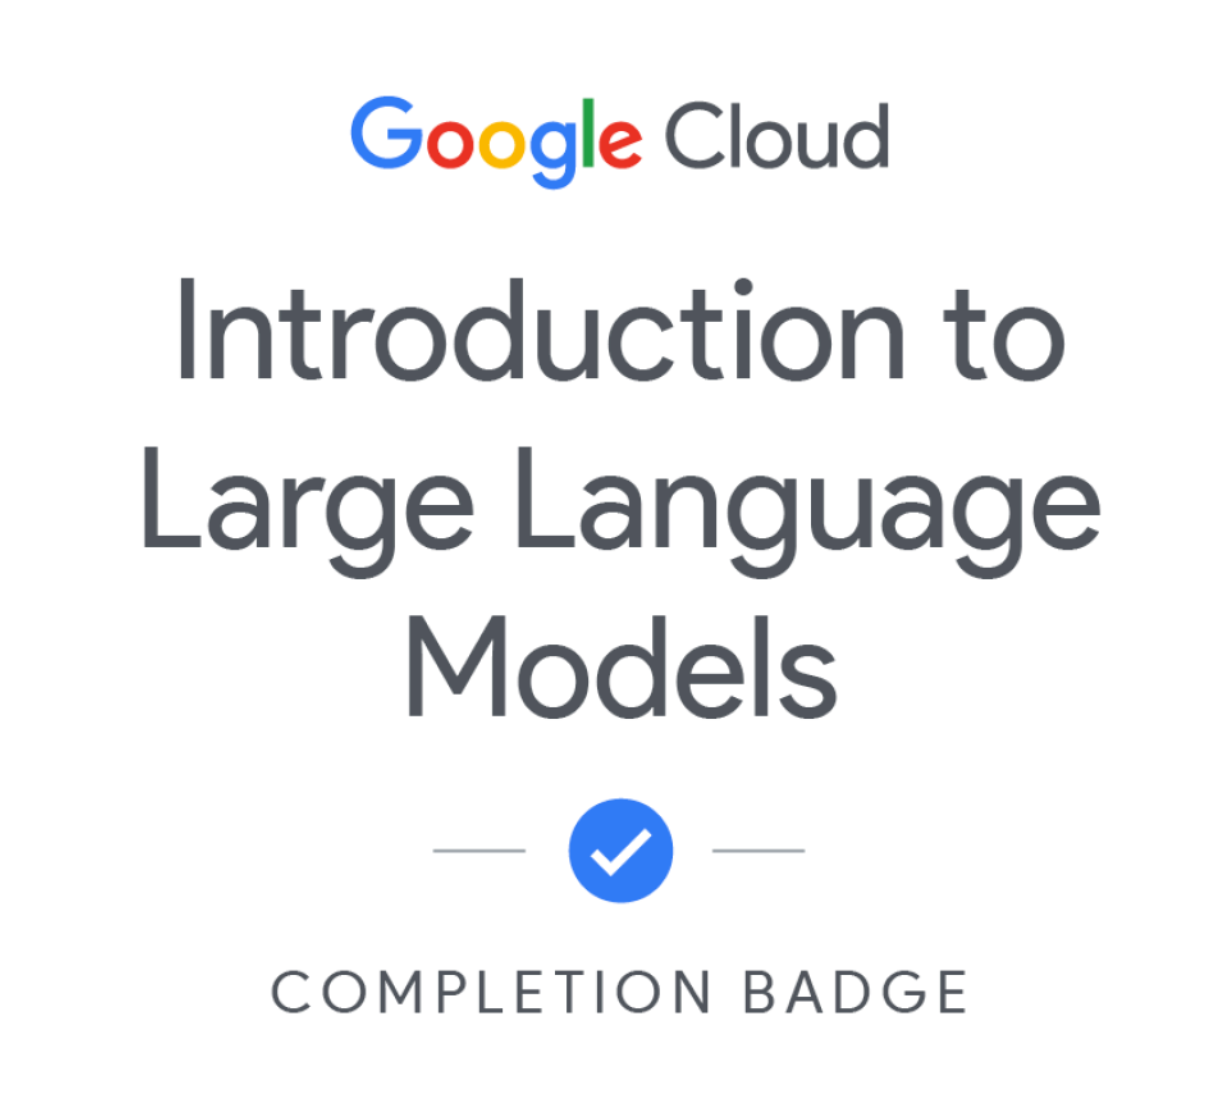 Google Cloud
Introduction to
Large Language
Models
COMPLETION BADGE